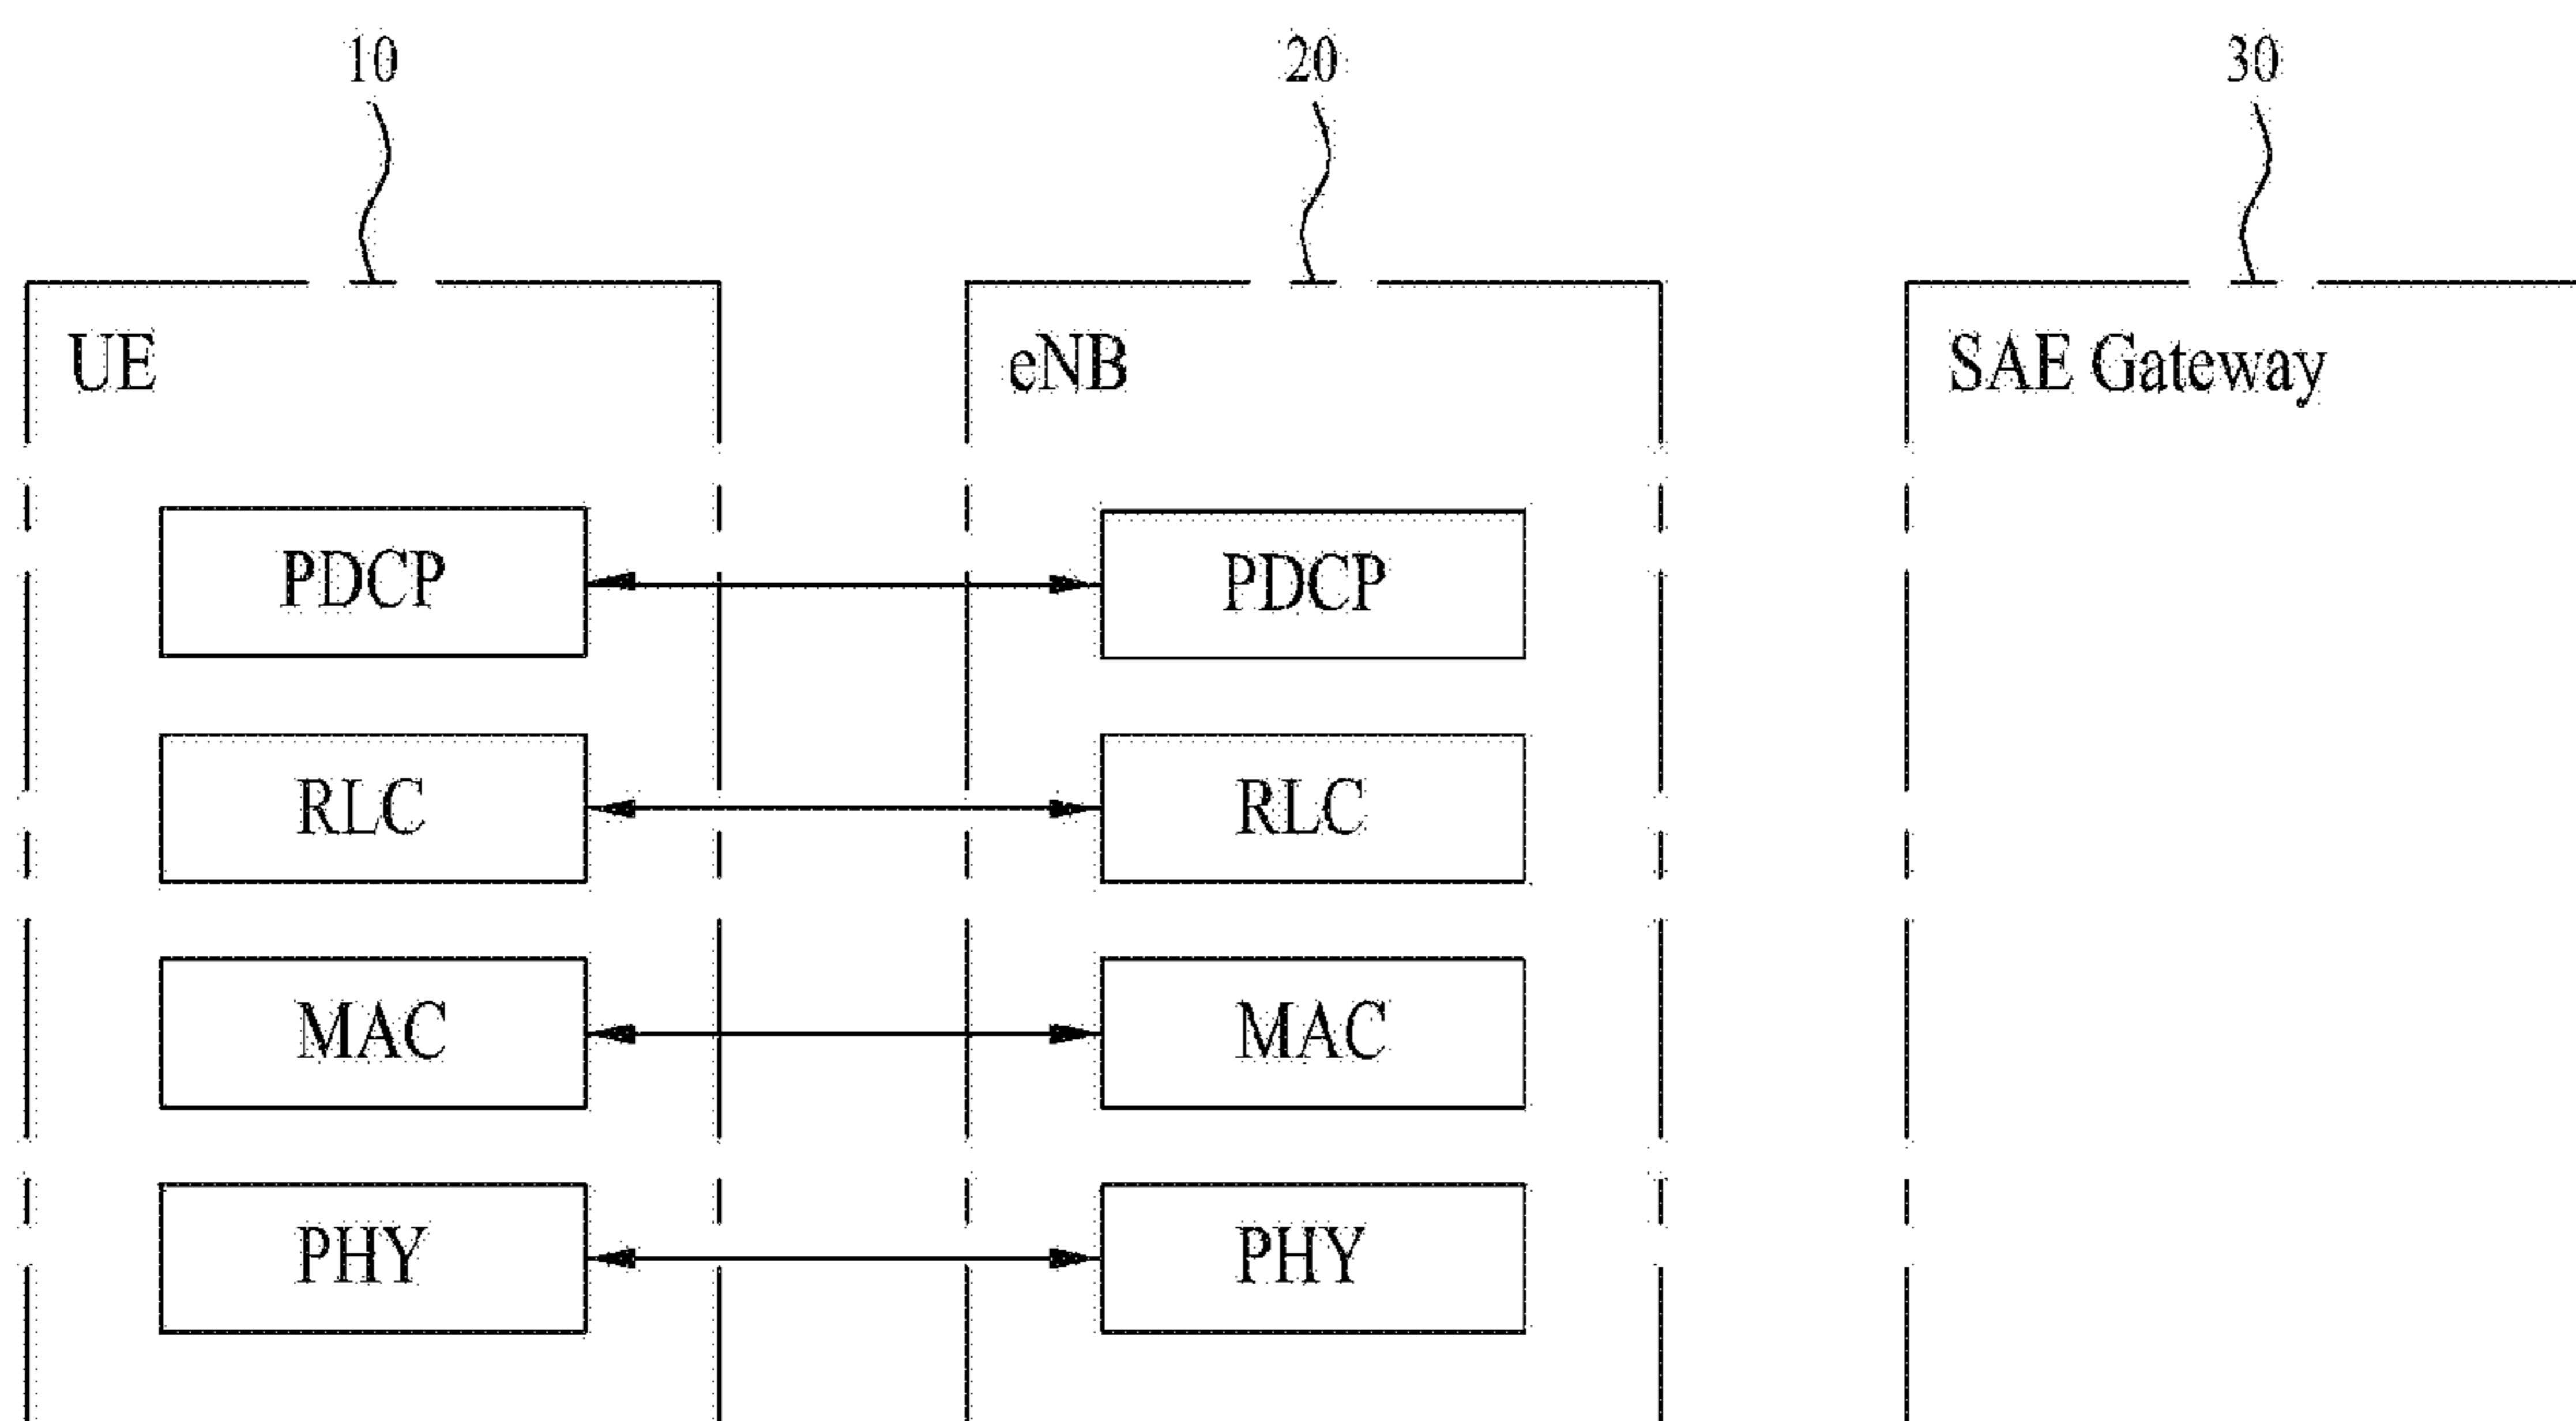 10 20 30
UE eNB SAE Gateway
PDCP PDCP
RLC RLC
MAC MAC
PHY PHY